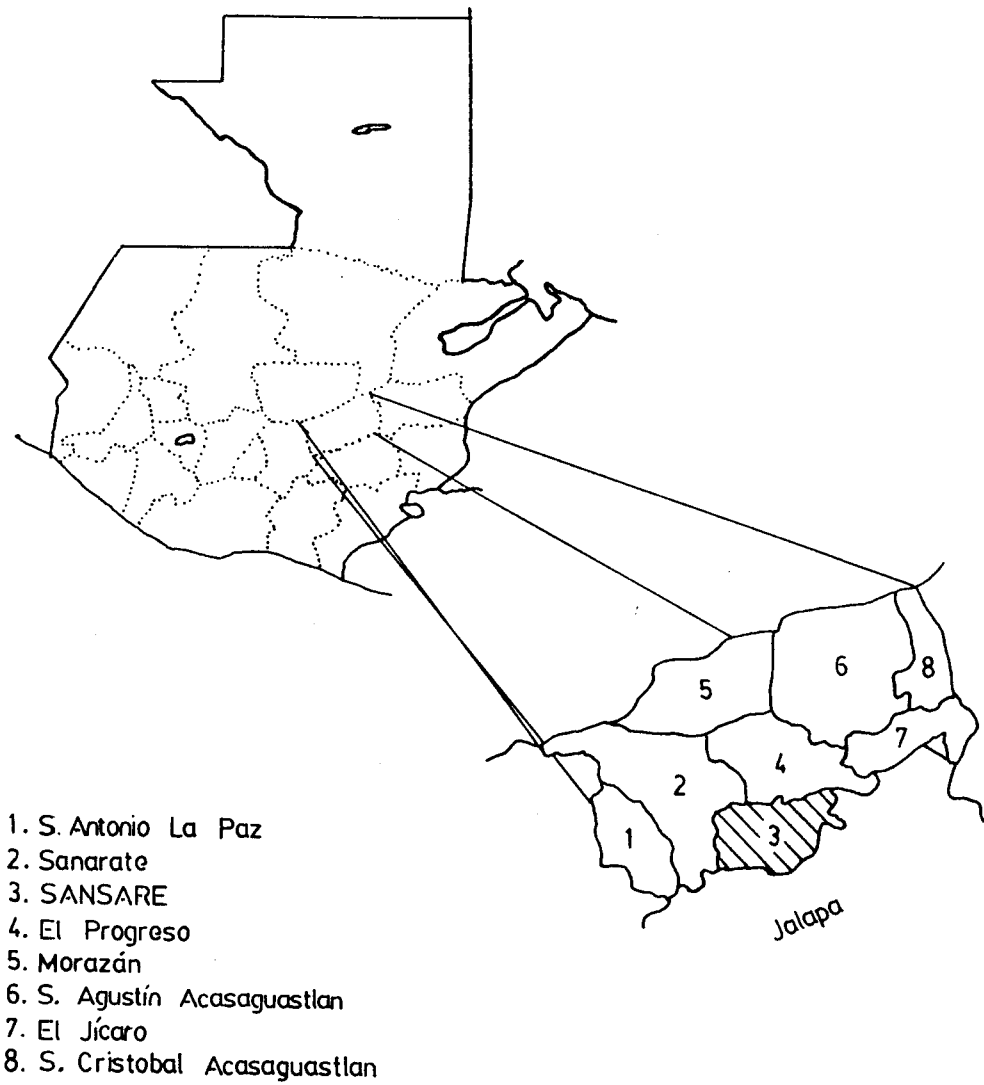 5
6
8
7
4
2
3
1
Jalapa
1. S. Antonio La Paz
2. Sanarate
3. SANSARE
4. El Progreso
5. Morazán
6. S. Agustín Acasaguastlan
7. El Jícaro
8. S. Cristobal Acasaguastlan